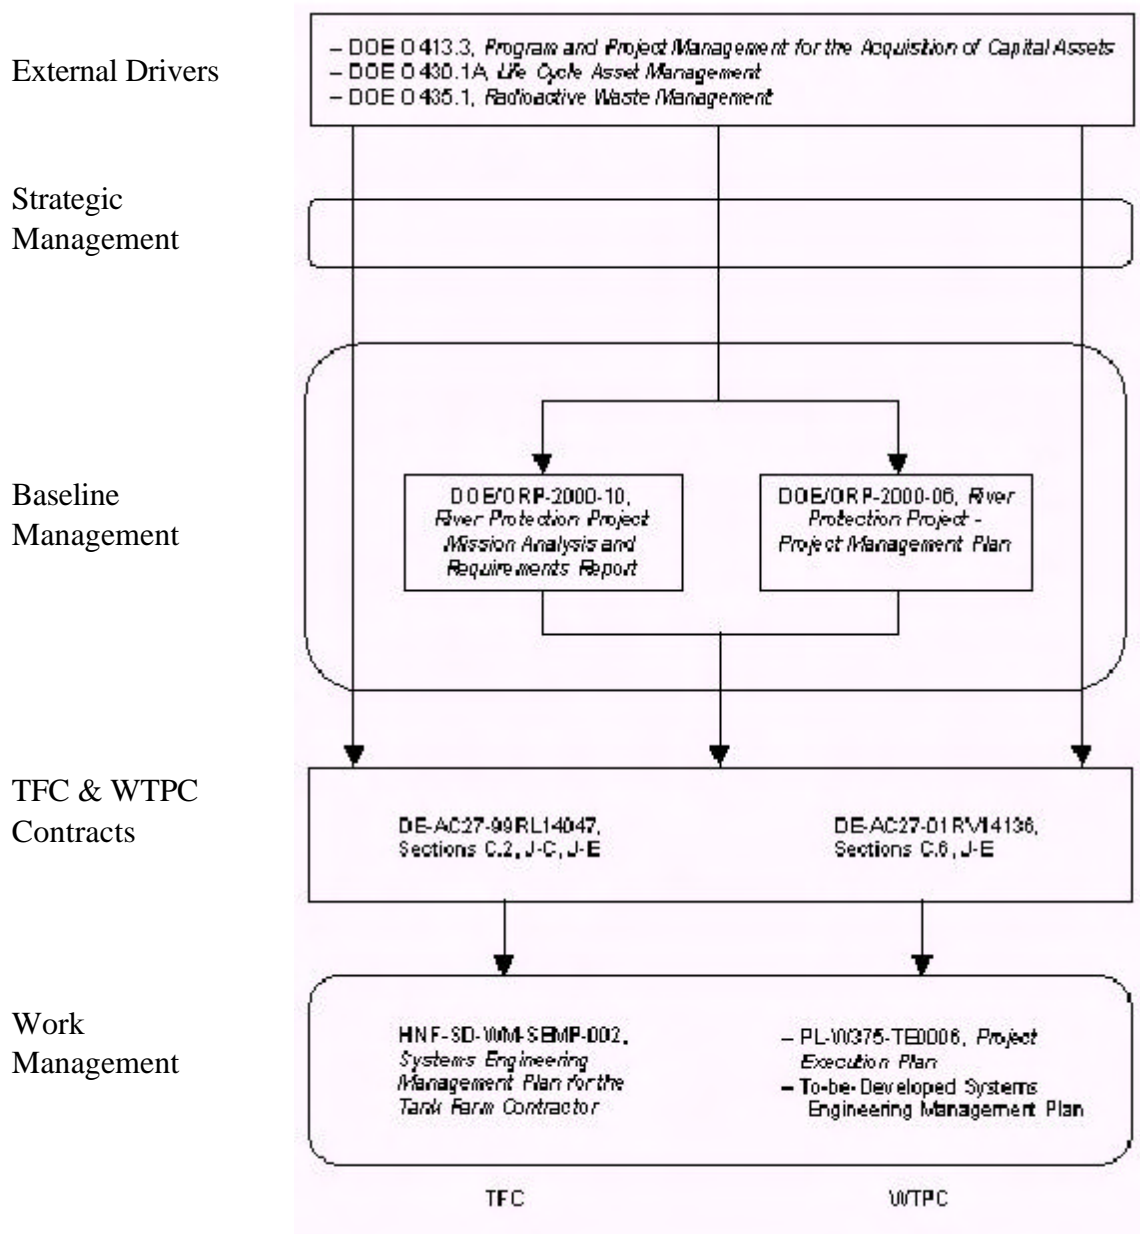 External Drivers
– DOE O 413.3, Program and Project Management for the Acquisition of Capital Assets
– DOE O 430.1A, Life Cycle Asset Management
– DOE O 435.1, Radioactive Waste Management
Strategic
Management
Baseline
Management
DOE/ORP-2000-10,
River Protection Project
Mission Analysis and
Requirements Report
DOE/ORP-2000-06, River
Protection Project -
Project Management Plan
TFC & WTPC
Contracts
DE-AC27-99RL14047,
Sections C.2, J-C, J-E
DE-AC27-01RV14136,
Sections C.6, J-E
Work
Management
HNF-SD-WM-SEMP-002,
Systems Engineering
Management Plan for the
Tank Farm Contractor
– PL-W375-TE0006, Project
Execution Plan
– To-be-Developed Systems
Engineering Management Plan
TFC
WTPC